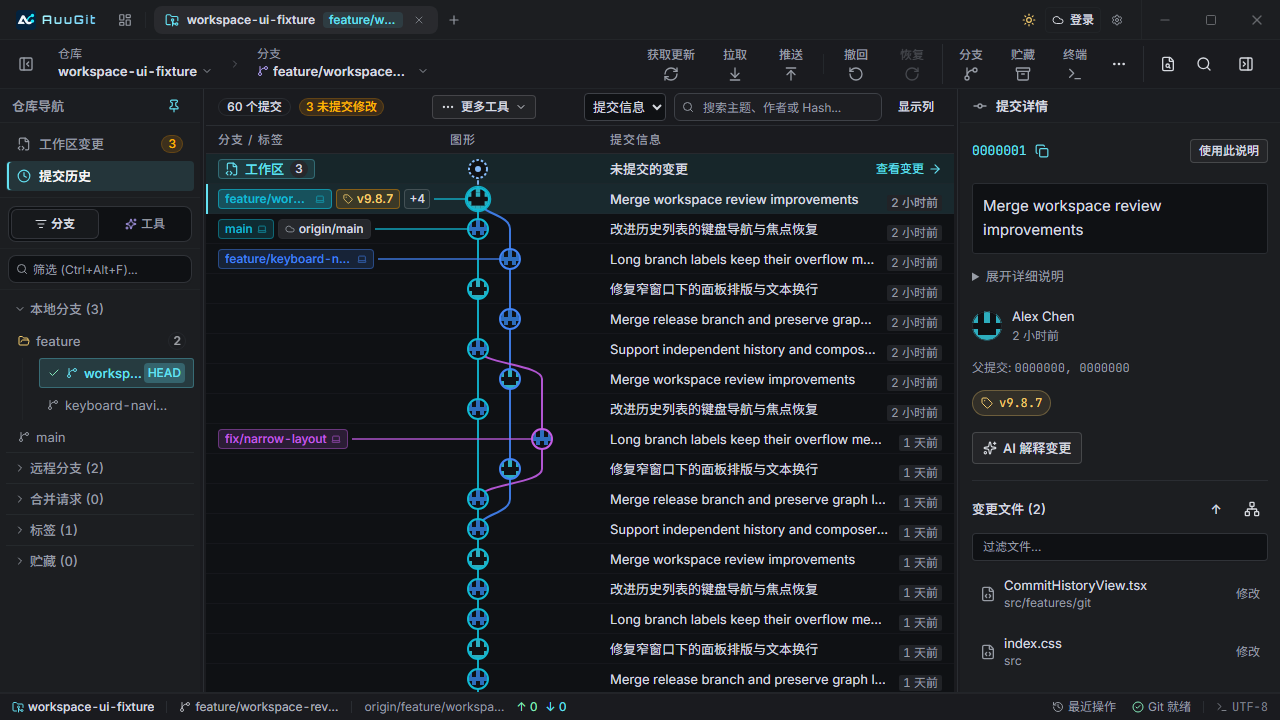 AuuGit
workspace-ui-fixture feature/w...
登录
仓库
workspace-ui-fixture
分支
feature/workspace...
获取更新 拉取 推送 撤回 恢复 分支 贮藏 终端
仓库导航
工作区变更 3
提交历史
分支 工具
筛选 (Ctrl+Alt+F)...
本地分支 (3)
feature 2
worksp... HEAD
keyboard-navi...
main
远程分支 (2)
合并请求 (0)
标签 (1)
贮藏 (0)
60 个提交 3 未提交修改 更多工具 提交信息 搜索主题、作者或 Hash... 显示列
分支 / 标签 图形 提交信息
工作区 3 未提交的变更 查看变更
feature/wor... v9.8.7 +4 Merge workspace review improvements 2 小时前
main origin/main 改进历史列表的键盘导航与焦点恢复 2 小时前
feature/keyboard-n... Long branch labels keep their overflow m... 2 小时前
修复窄窗口下的面板排版与文本换行 2 小时前
Merge release branch and preserve grap... 2 小时前
Support independent history and compos... 2 小时前
Merge workspace review improvements 2 小时前
改进历史列表的键盘导航与焦点恢复 2 小时前
fix/narrow-layout Long branch labels keep their overflow me... 1 天前
修复窄窗口下的面板排版与文本换行 1 天前
Merge release branch and preserve graph l... 1 天前
Support independent history and composer... 1 天前
Merge workspace review improvements 1 天前
改进历史列表的键盘导航与焦点恢复 1 天前
Long branch labels keep their overflow me... 1 天前
修复窄窗口下的面板排版与文本换行 1 天前
Merge release branch and preserve graph l... 1 天前
提交详情
0000001 使用此说明
Merge workspace review
improvements
展开详细说明
Alex Chen
2 小时前
父提交: 0000000, 0000000
v9.8.7
AI 解释变更
变更文件 (2)
过滤文件...
CommitHistoryView.tsx
src/features/git
修改
index.css
src
修改
workspace-ui-fixture feature/workspace-rev... origin/feature/workspa... ↑ 0 ↓ 0 最近操作 Git 就绪 UTF-8